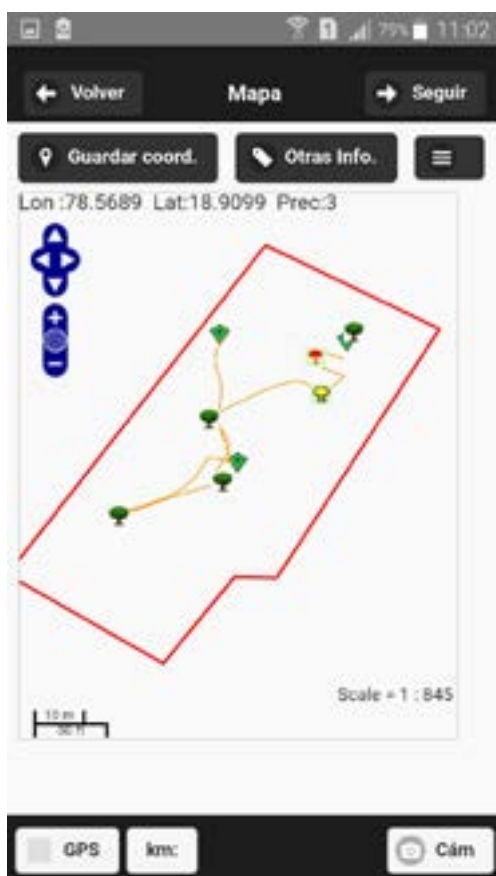 79% 11:02
Volver Mapa Seguir
Guardar coord. Otras Info.
Lon :78.5689 Lat:18.9099 Prec:3
Scale = 1 : 845
10 m
GPS km: Cám